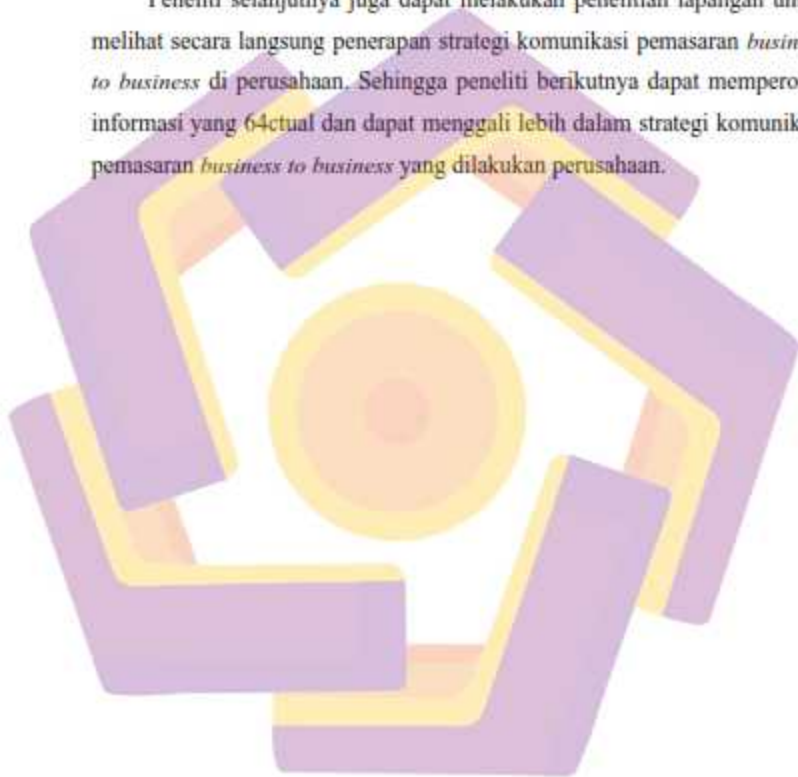 Peneliti selanjutnya juga dapat melakukan penelitian lapangan un
melihat secara langsung penerapan strategi komunikasi pemasaran busin
to business di perusahaan. Sehingga peneliti berikutnya dapat mempero
informasi yang 64ctual dan dapat menggali lebih dalam strategi komunik
pemasaran business to business yang dilakukan perusahaan.